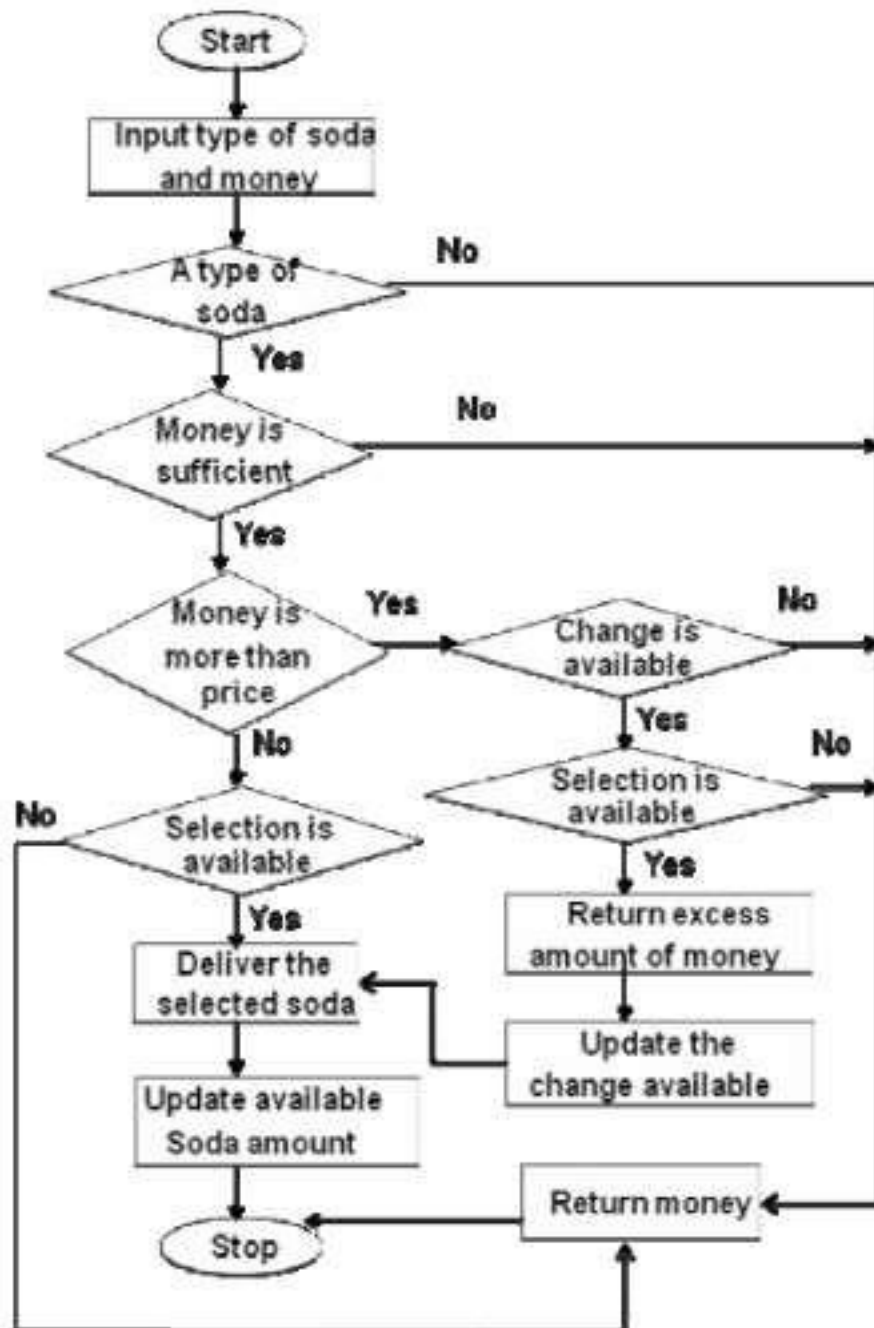 Start
Input type of soda
and money
No
A type of
soda
Yes
No
Money is
sufficient
Yes
Money is
more than
price
Yes
Change is
available
No
No
Yes
Selection is
available
No
No
Selection is
available
Yes
Yes
Return excess
amount of money
Deliver the
selected soda
Update the
change available
Update available
Soda amount
Return money
Stop